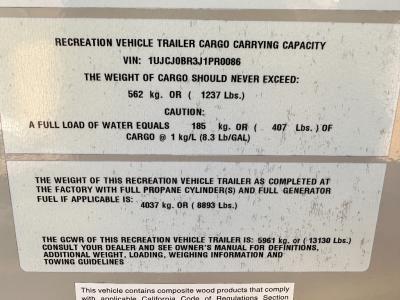 RECREATION VEHICLE TRAILER CARGO CARRYING CAPACITY
VIN: 1UJCJ0BR3J1PR0086
THE WEIGHT OF CARGO SHOULD NEVER EXCEED:
562 kg. OR ( 1237 Lbs.)
CAUTION:
A FULL LOAD OF WATER EQUALS 185 kg. OR ( 407 Lbs.) OF
CARGO @ 1 kg/L (8.3 Lb/GAL)
THE WEIGHT OF THIS RECREATION VEHICLE TRAILER AS COMPLETED AT
THE FACTORY WITH FULL PROPANE CYLINDER(S) AND FULL GENERATOR
FUEL IF APPLICABLE IS:
4037 kg. OR ( 8893 Lbs.)
THE GCWR OF THIS RECREATION VEHICLE TRAILER IS: 5961 kg. or ( 13130 Lbs.)
CONSULT YOUR DEALER AND SEE OWNER'S MANUAL FOR DEFINITIONS,
ADDITIONAL WEIGHT, LOADING, WEIGHING INFORMATION AND
TOWING GUIDELINES
This vehicle contains composite wood products that comply
with applicable California Code of Regulations Section